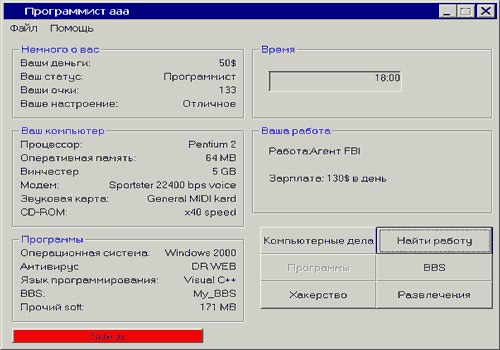 Программист aaa
Файл Помощь
Немного о вас
Ваши деньги: 50$
Ваш статус: Программист
Ваши очки: 133
Ваше настроение: Отличное
Время
18:00
Ваш компьютер
Процессор: Pentium 2
Оперативная память: 64 MB
Винчестер 5 GB
Модем: Sportster 22400 bps voice
Звуковая карта: General MIDI kard
CD-ROM: x40 speed
Ваша работа
Работа:Агент FBI
Зарплата: 130$ в день
Программы
Операционная система: Windows 2000
Антивирус DR.WEB
Язык программирования: Visual C++
BBS: My_BBS
Прочий soft: 171 MB
Компьютерные дела Найти работу
Программы BBS
Хакерство Развлечения